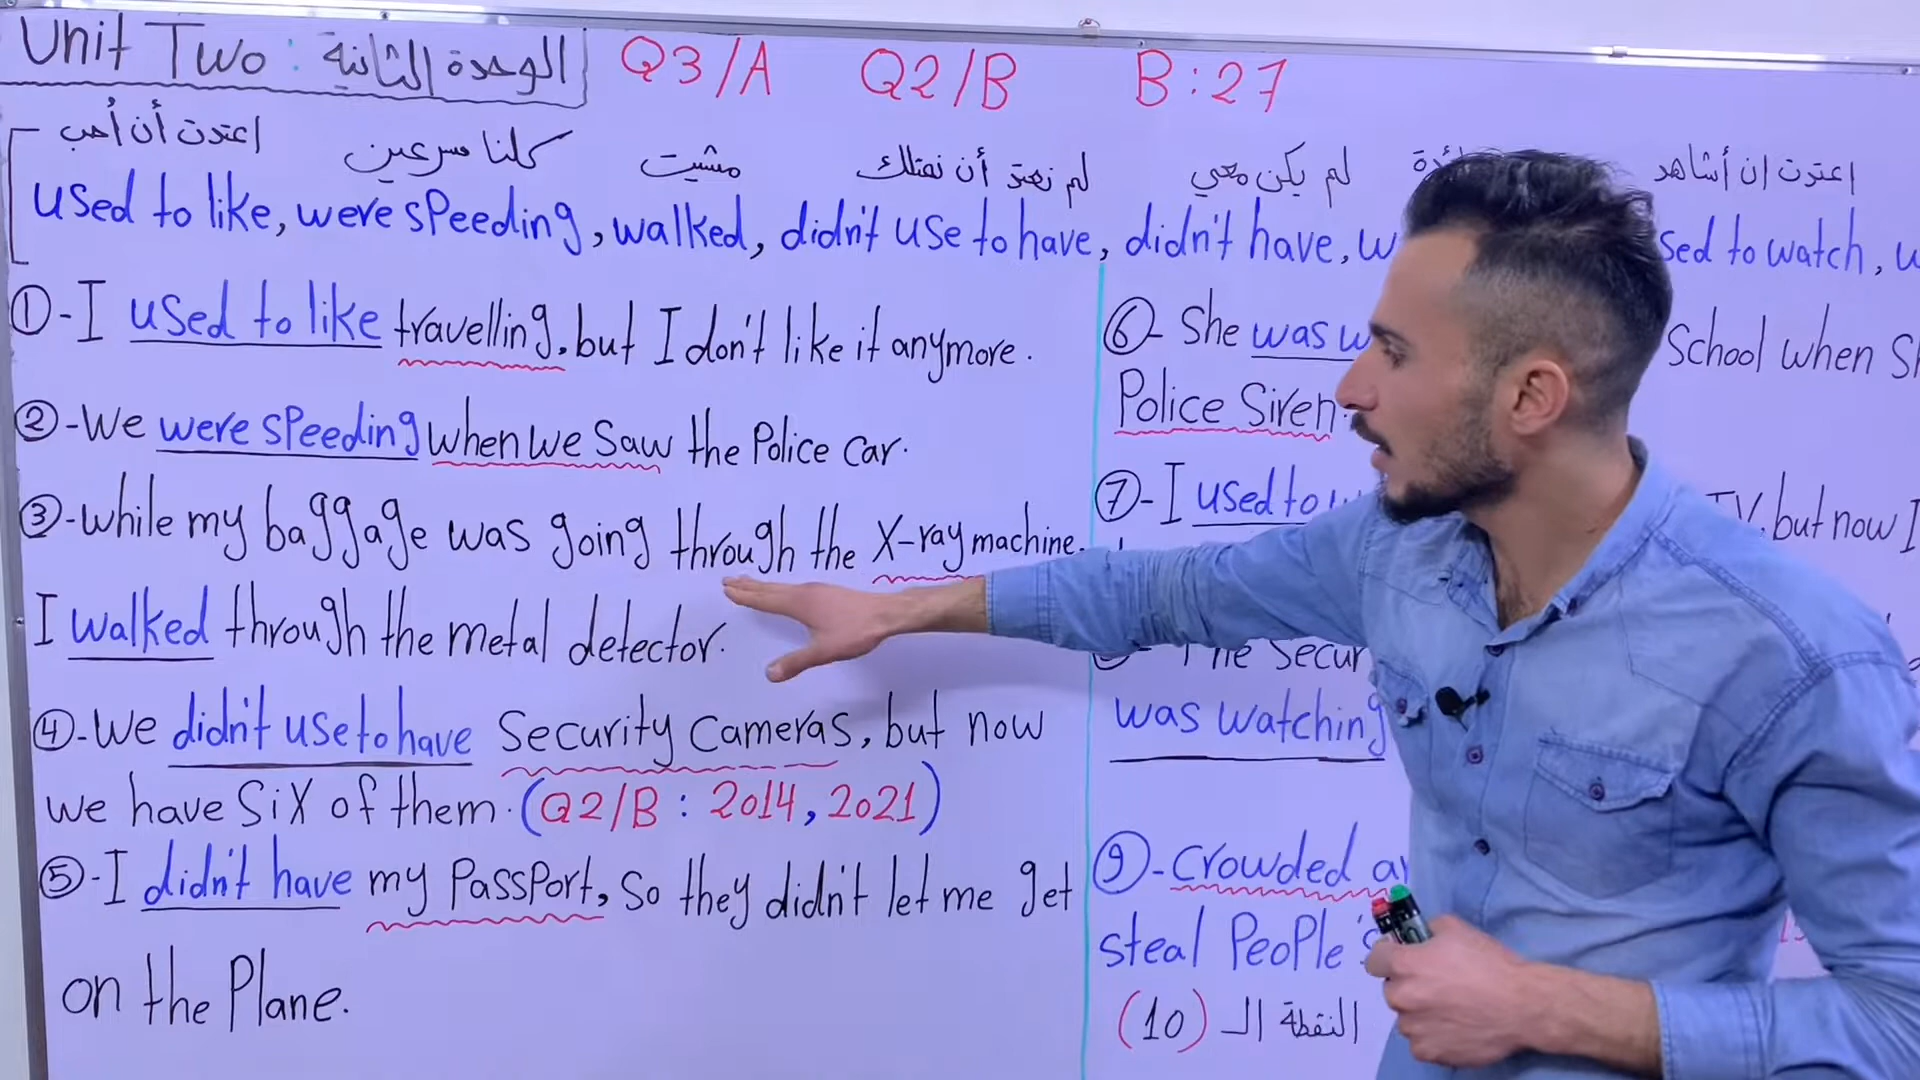 Unit Two : الوحدة الثانية Q3/A Q2/B B:27
اعتدت أن أحب كلنا مسرعين مشيت لم نعتد أن نمتلك لم يكن معي اعتدت ان أشاهد
used to like, were speeding, walked, didn't use to have, didn't have, sed to watch,
①-I used to like travelling, but I don't like it anymore.
②-We were speeding when we saw the Police car.
③-while my baggage was going through the X-ray machine.
I walked through the metal detector.
④-We didn't use to have security cameras, but now
we have six of them. (Q2/B : 2014, 2021)
⑤-I didn't have my Passport, so they didn't let me get
on the Plane.
⑥- She was School when
Police Siren
⑦-I used to TV, but now I
The Secur
was watching
⑨-crowded
steal People's
النقطة الـ (10)